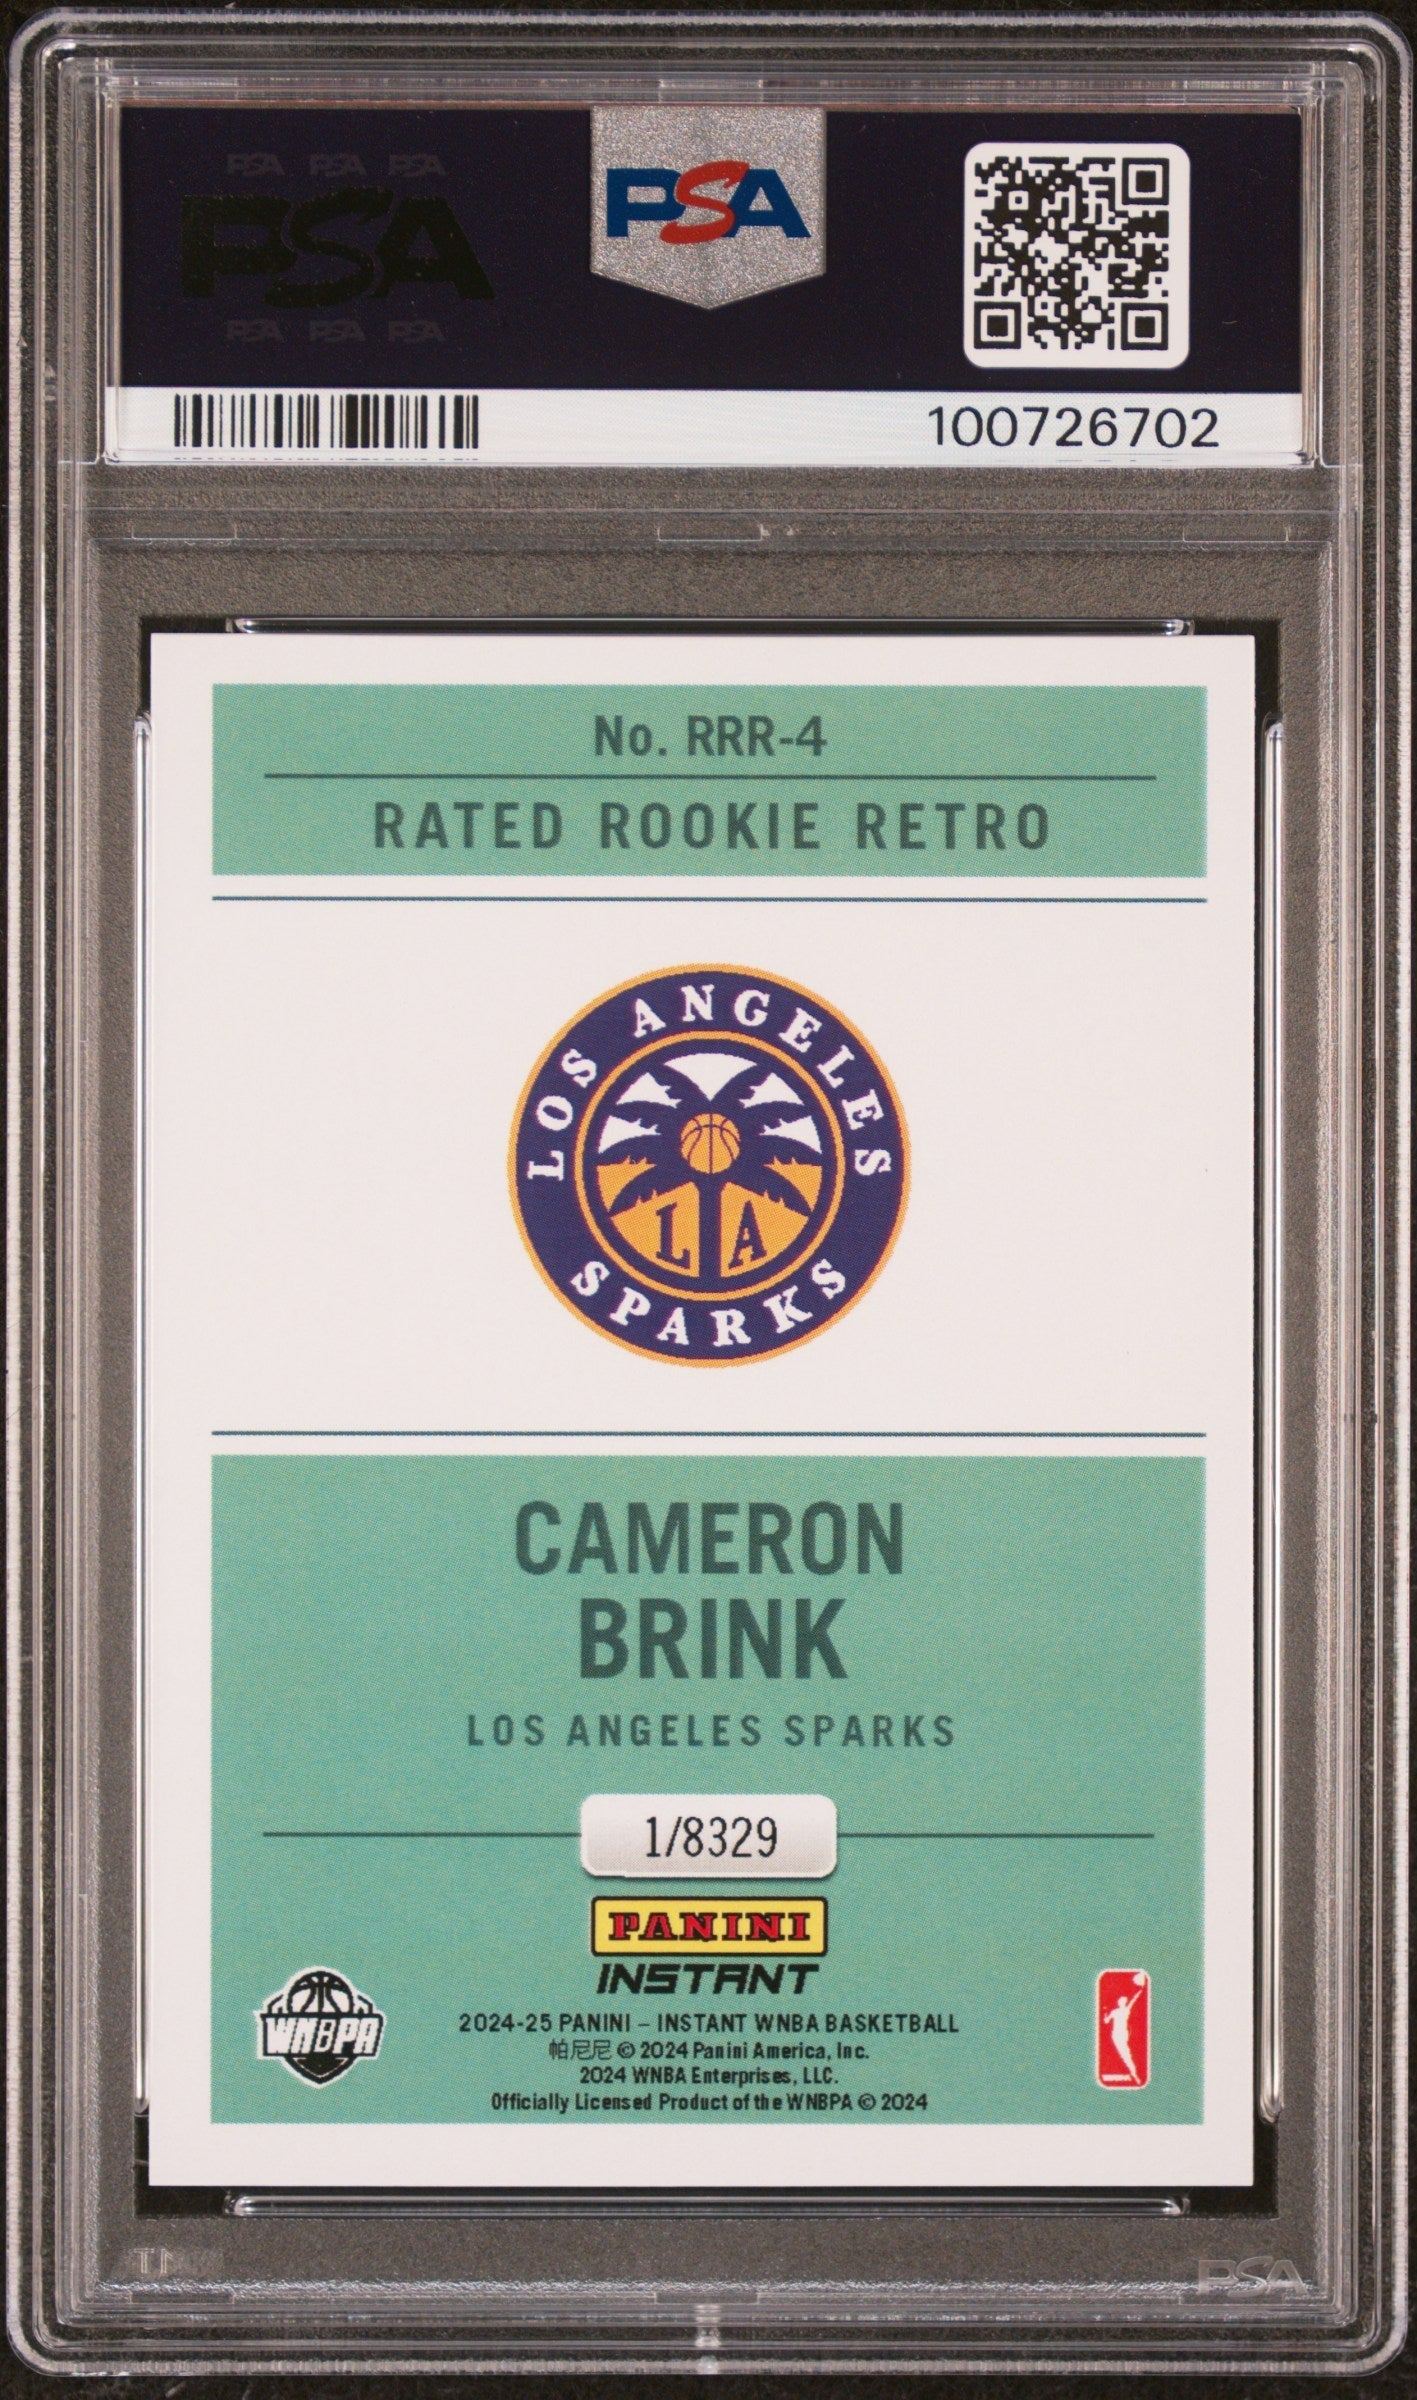 PSA PSA PSA
PSA
PSA PSA PSA
PSA
100726702
No. RRR-4
RATED ROOKIE RETRO
LOS ANGELES
LA
SPARKS
CAMERON
BRINK
LOS ANGELES SPARKS
1/8329
PANINI
INSTANT
WNBPA
2024-25 PANINI – INSTANT WNBA BASKETBALL
帕尼尼 © 2024 Panini America, Inc.
2024 WNBA Enterprises, LLC.
Officially Licensed Product of the WNBPA © 2024
PSA